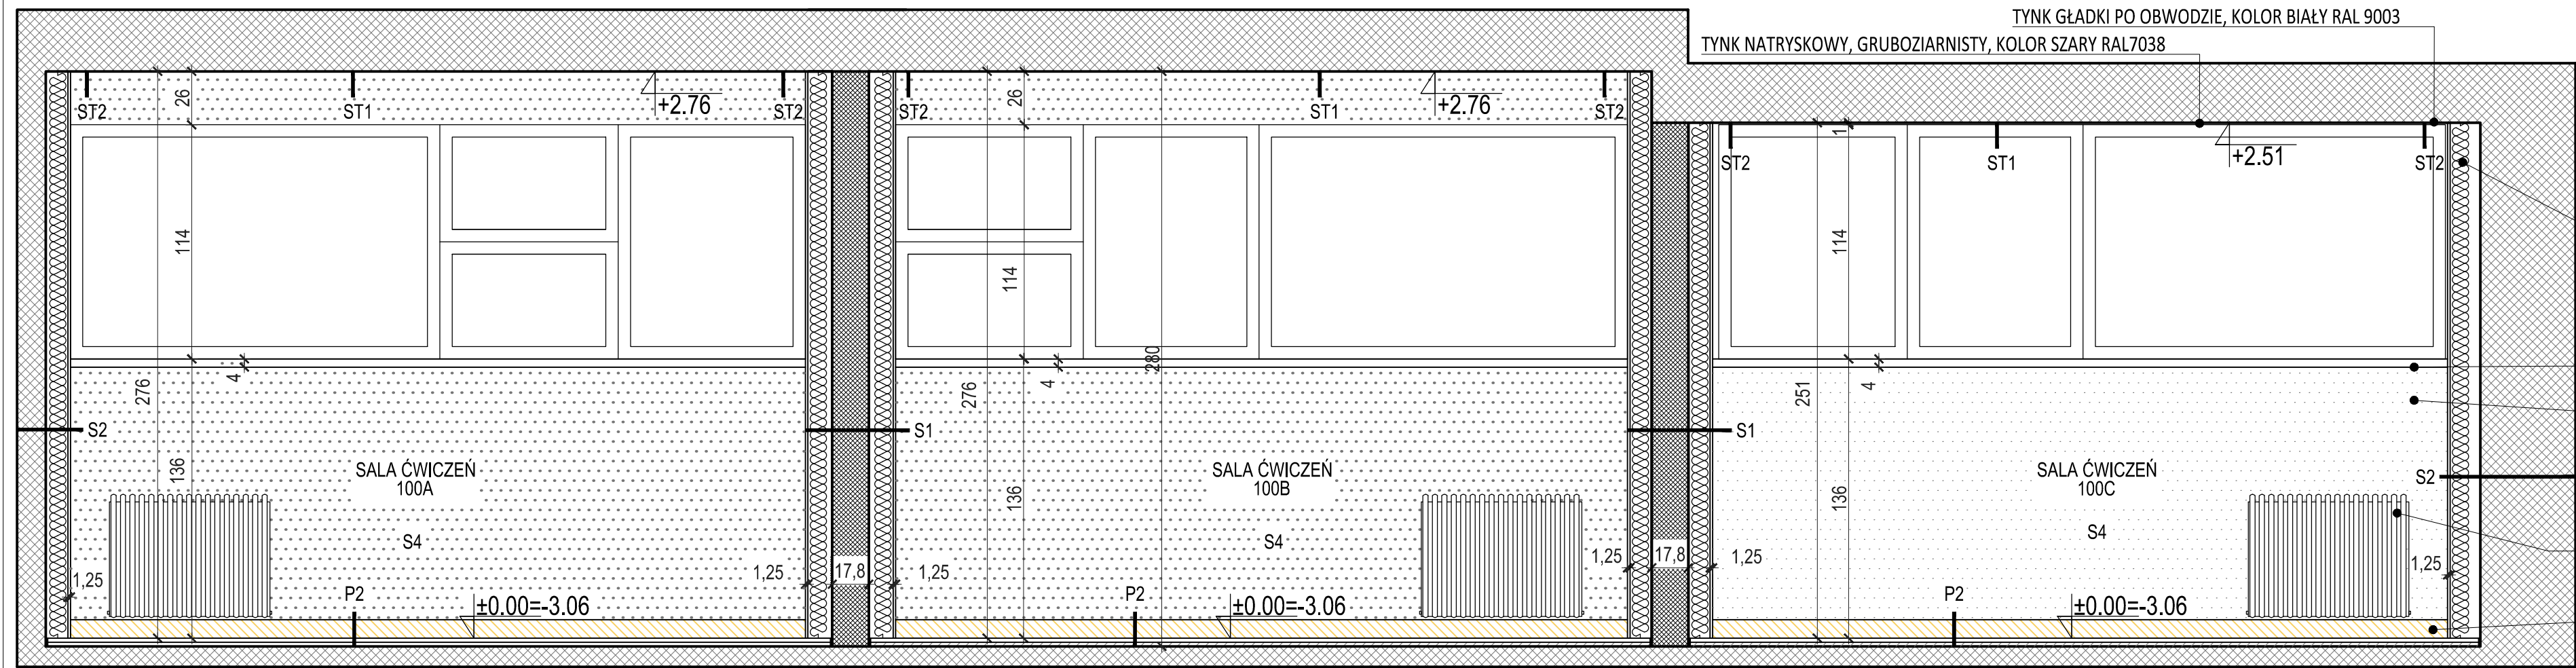 TYNK GŁADKI PO OBWODZIE, KOLOR BIAŁY RAL 9003
TYNK NATRYSKOWY, GRUBOZIARNISTY, KOLOR SZARY RAL7038
ST2
26
ST1
+2.76
ST2
ST2
26
ST1
+2.76
ST2
ST2
1
ST1
+2.51
ST2
114
114
114
280
4
4
4
276
276
251
S2
S1
S1
S2
136
136
136
SALA ĆWICZEŃ
100A
SALA ĆWICZEŃ
100B
SALA ĆWICZEŃ
100C
S4
S4
S4
1,25
1,25
17,8
1,25
1,25
17,8
1,25
1,25
P2
±0.00=-3.06
P2
±0.00=-3.06
P2
±0.00=-3.06